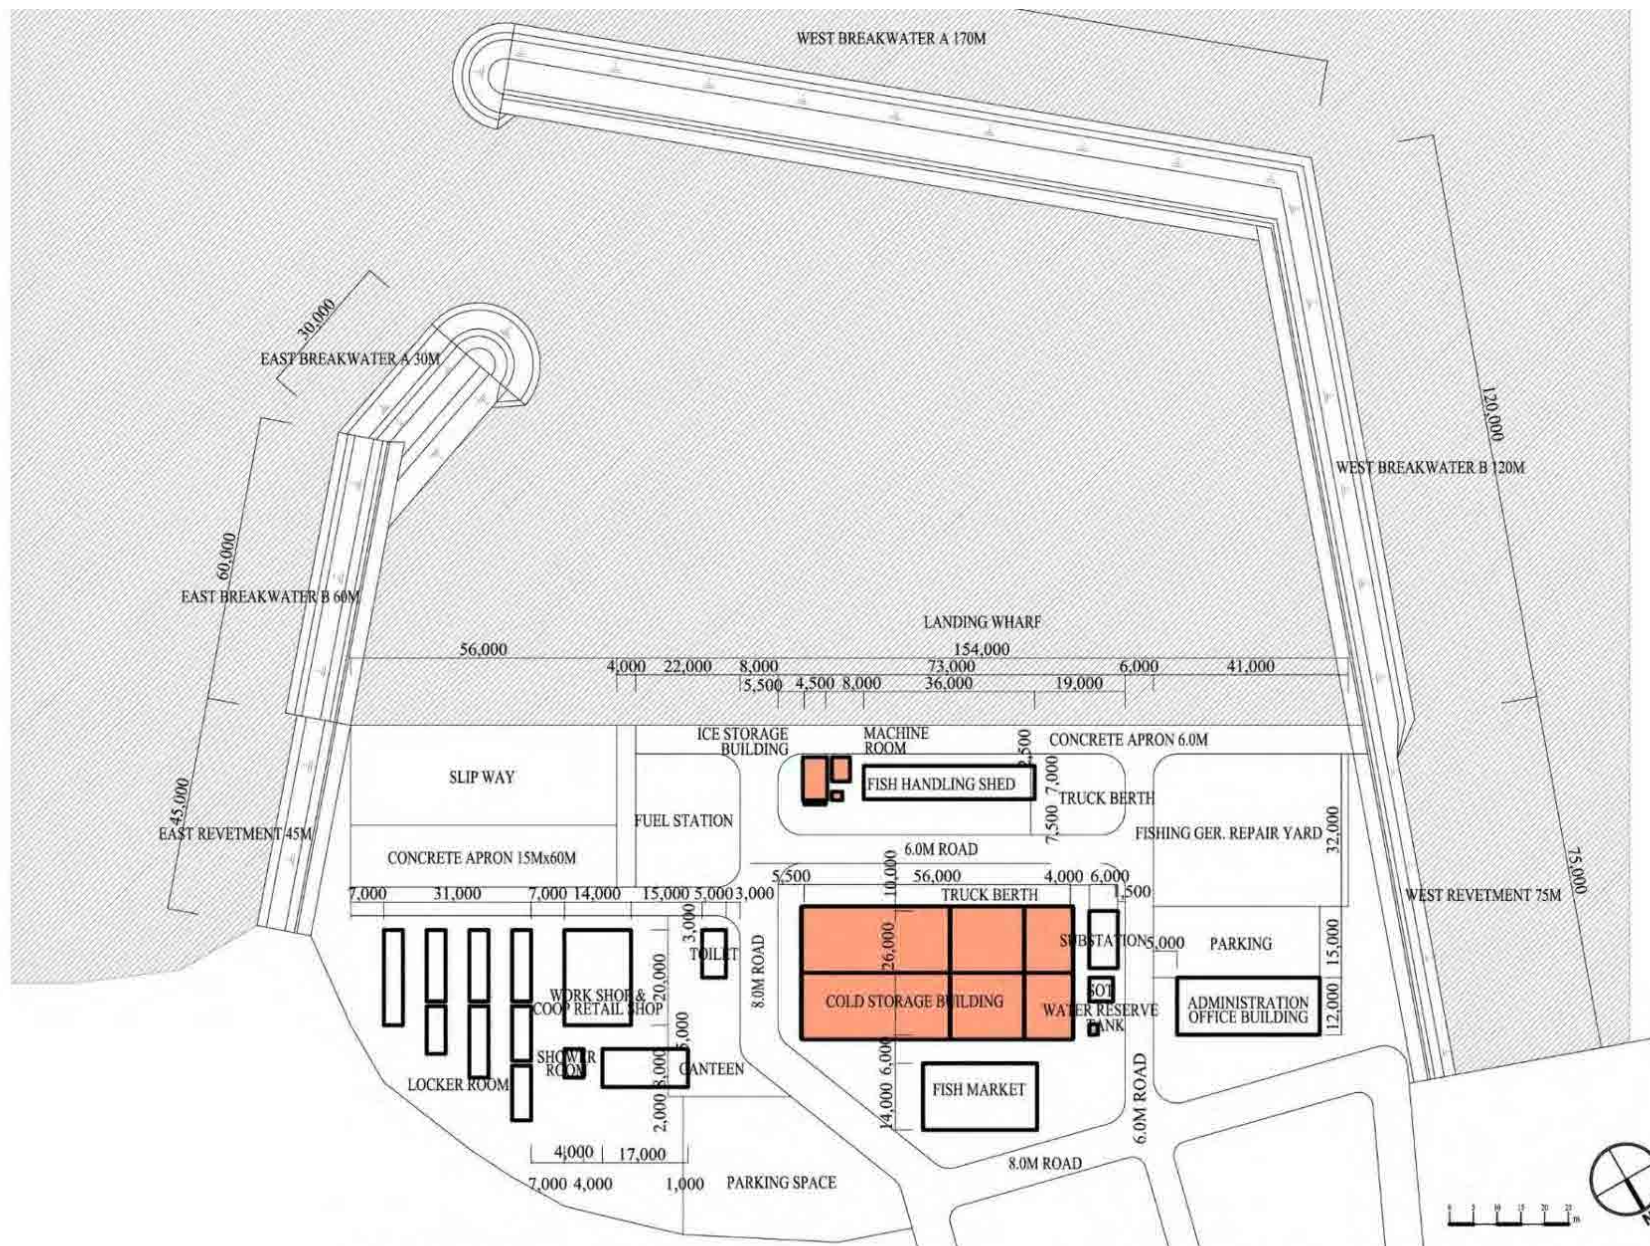 WEST BREAKWATER A 170M
30,000
EAST BREAKWATER A 30M
120,000
WEST BREAKWATER B 120M
60,000
EAST BREAKWATER B 60M
LANDING WHARF
56,000
154,000
4,000
22,000
8,000
73,000
6,000
41,000
5,500
4,500
8,000
36,000
19,000
ICE STORAGE
BUILDING
MACHINE
ROOM
2,500
CONCRETE APRON 6.0M
SLIP WAY
FISH HANDLING SHED
7,000
TRUCK BERTH
45,000
EAST REVETMENT 45M
FUEL STATION
7,500
FISHING GER. REPAIR YARD
32,000
CONCRETE APRON 15Mx60M
6.0M ROAD
75,000
7,000
31,000
7,000
14,000
15,000
5,000
3,000
5,500
10,000
56,000
4,000
6,000
1,500
TRUCK BERTH
WEST REVETMENT 75M
3,000
TOILET
8.0M ROAD
26,000
SUBSTATION
5,000
PARKING
15,000
20,000
WORK SHOP &
COOP RETAIL SHOP
COLD STORAGE BUILDING
SOT
WATER RESERVE
TANK
ADMINISTRATION
OFFICE BUILDING
12,000
5,000
SHOWER
ROOM
8,000
CANTEEN
LOCKER ROOM
6,000
FISH MARKET
14,000
2,000
6.0M ROAD
4,000
17,000
8.0M ROAD
7,000
4,000
1,000
PARKING SPACE
0 5 10 15 20 25
m